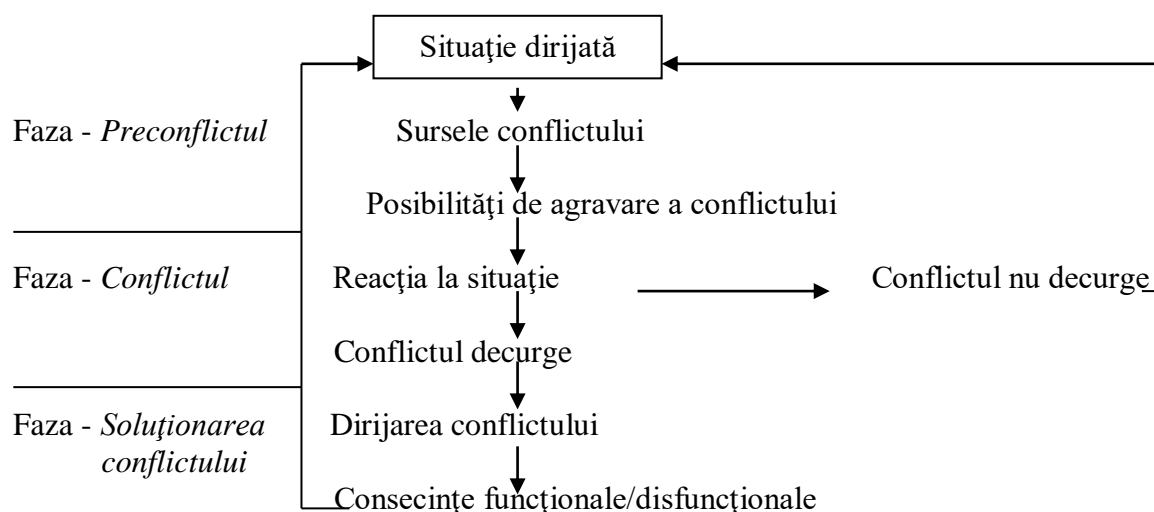 Situaţie dirijată
Faza - Preconflictul
Sursele conflictului
Posibilităţi de agravare a conflictului
Faza - Conflictul
Reacţia la situaţie
Conflictul nu decurge
Conflictul decurge
Faza - Soluţionarea
conflictului
Dirijarea conflictului
Consecinţe funcţionale/disfuncţionale